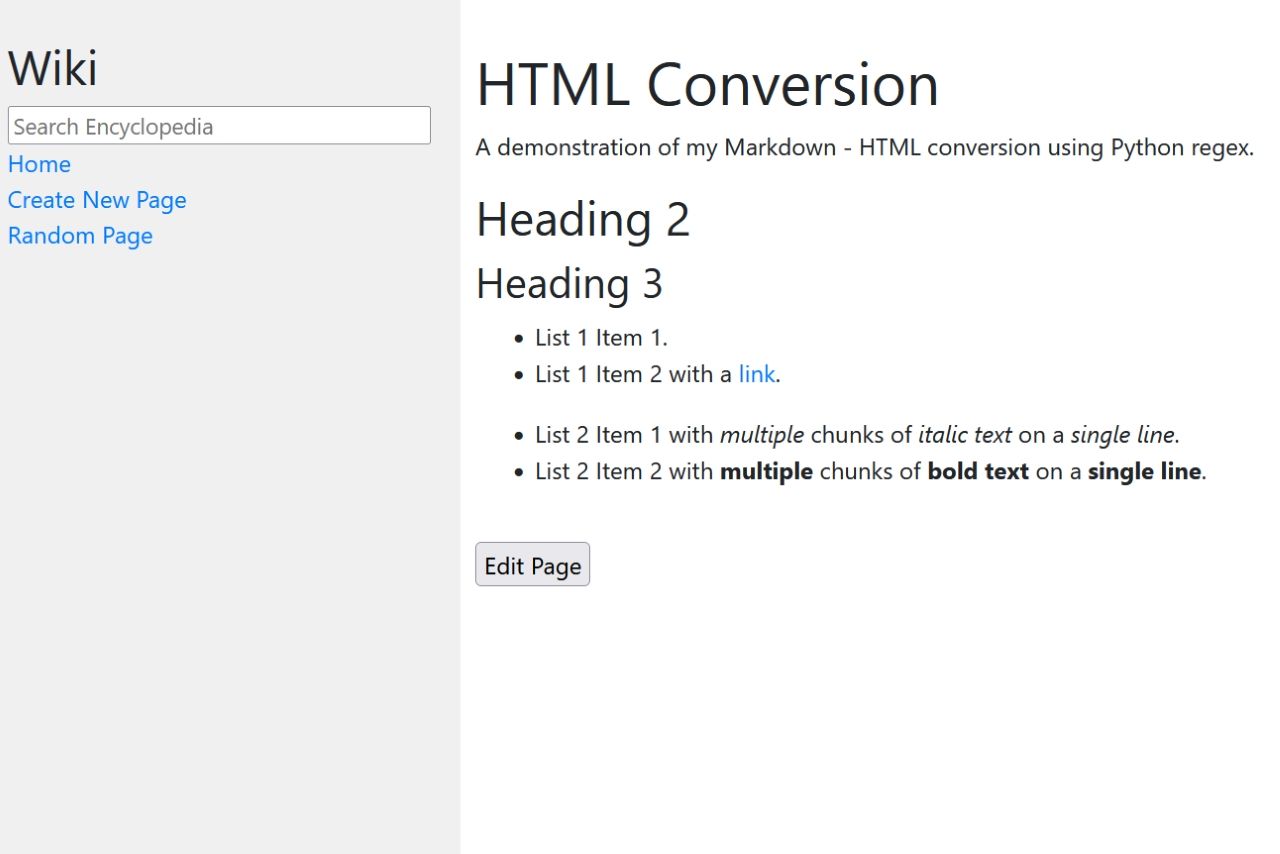 Wiki
Search Encyclopedia
Home
Create New Page
Random Page
HTML Conversion
A demonstration of my Markdown - HTML conversion using Python regex.
Heading 2
Heading 3
• List 1 Item 1.
• List 1 Item 2 with a link.
• List 2 Item 1 with multiple chunks of italic text on a single line.
• List 2 Item 2 with multiple chunks of bold text on a single line.
Edit Page